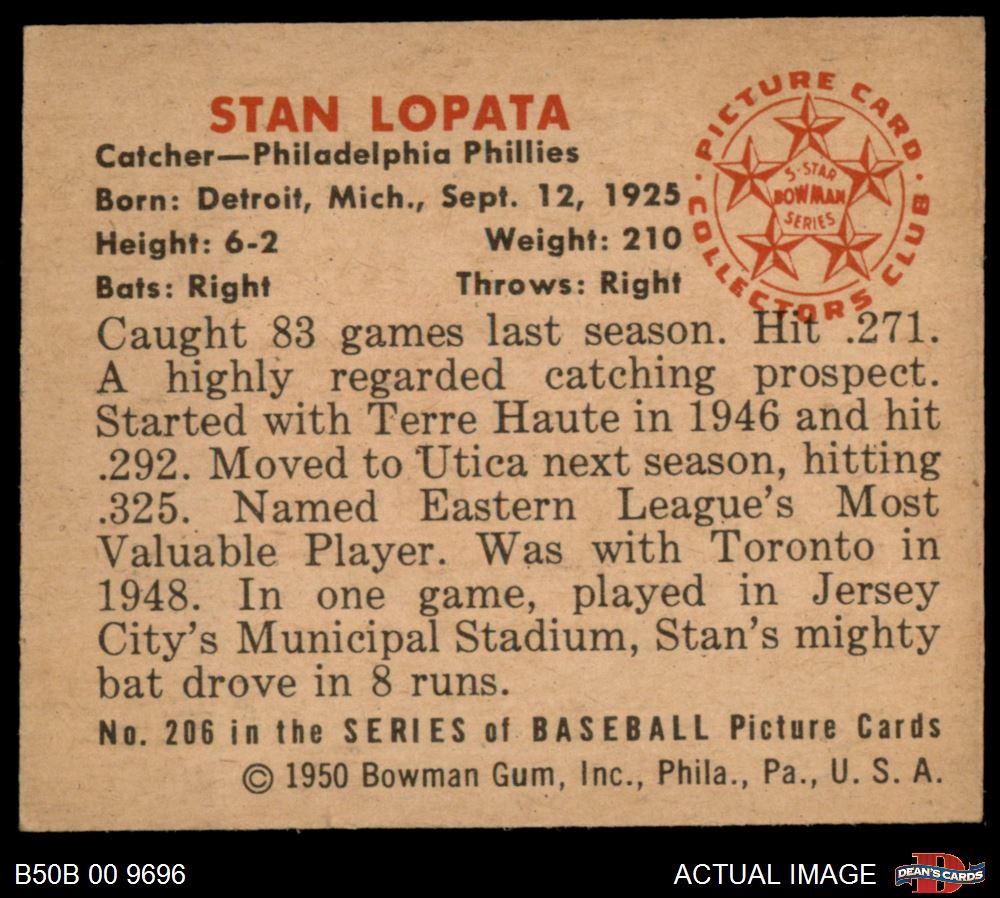 STAN LOPATA
Catcher—Philadelphia Phillies
Born: Detroit, Mich., Sept. 12, 1925
Height: 6-2 Weight: 210
Bats: Right Throws: Right
PICTURE CARD
COLLECTORS CLUB
5-STAR
BOWMAN
SERIES
Caught 83 games last season. Hit .271.
A highly regarded catching prospect.
Started with Terre Haute in 1946 and hit
.292. Moved to Utica next season, hitting
.325. Named Eastern League's Most
Valuable Player. Was with Toronto in
1948. In one game, played in Jersey
City's Municipal Stadium, Stan's mighty
bat drove in 8 runs.
No. 206 in the SERIES of BASEBALL Picture Cards
© 1950 Bowman Gum, Inc., Phila., Pa., U. S. A.
B50B 00 9696 ACTUAL IMAGE DEAN'S CARDS